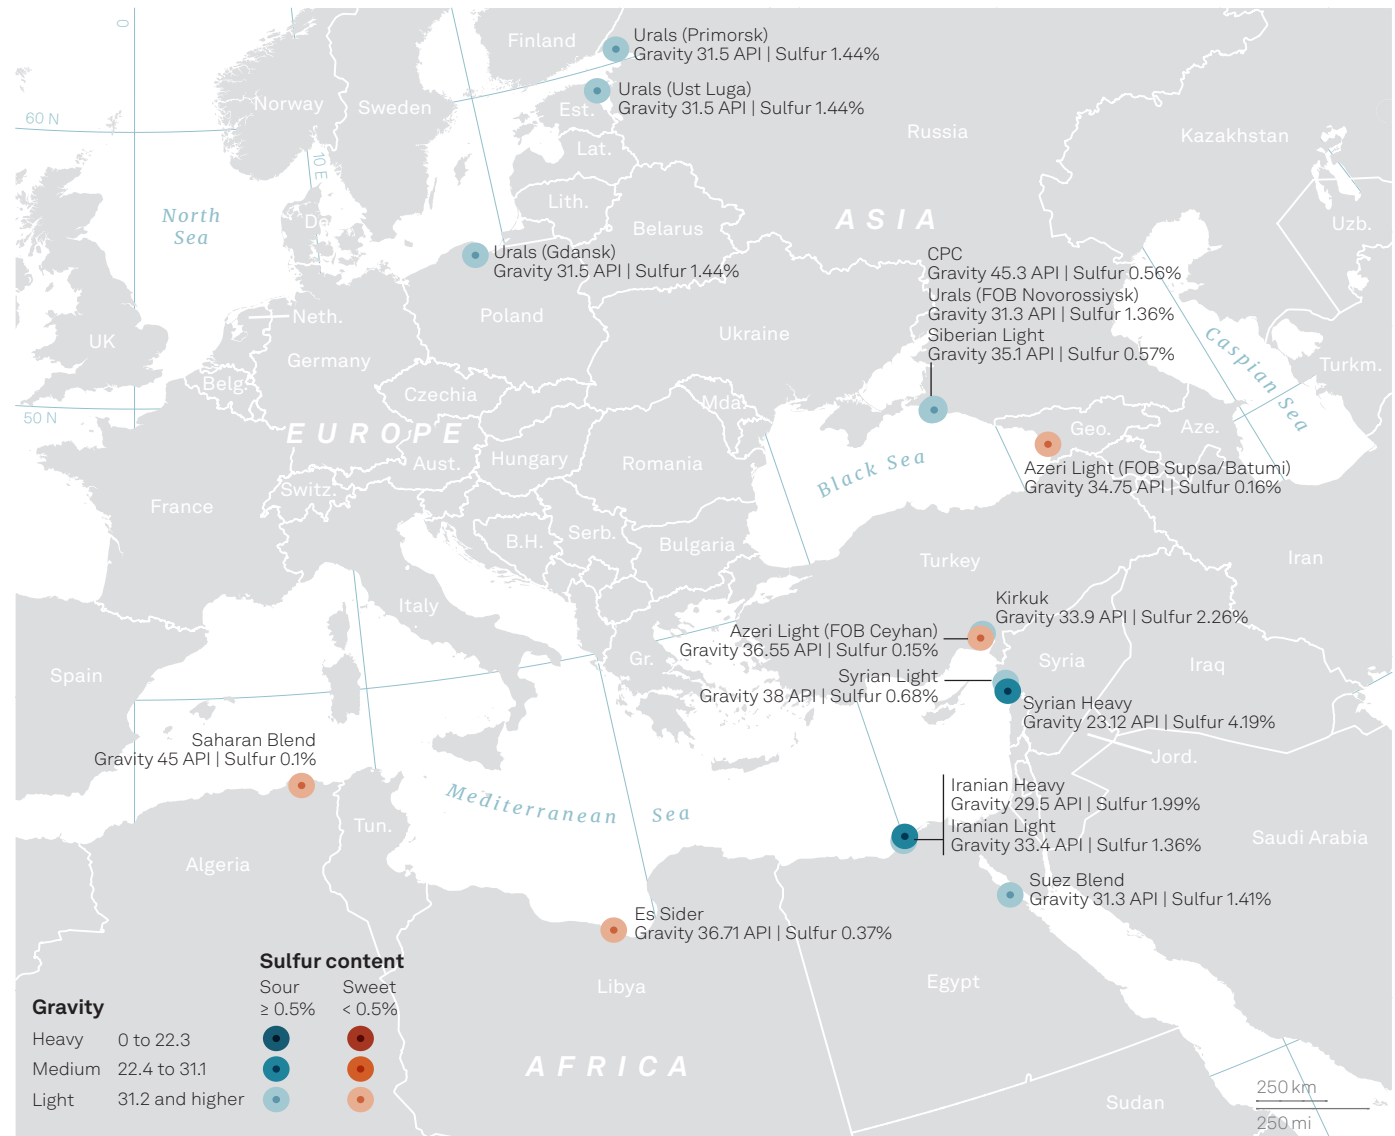 0
Finland
Urals (Primorsk)
Gravity 31.5 API | Sulfur 1.44%
Urals (Ust Luga)
Gravity 31.5 API | Sulfur 1.44%
Norway
Sweden
Est.
60 N
Russia
Kazakhstan
Lat.
10 E
Lith.
North
Sea
De
Belarus
ASIA
Uzb.
Urals (Gdansk)
Gravity 31.5 API | Sulfur 1.44%
CPC
Gravity 45.3 API | Sulfur 0.56%
Urals (FOB Novorossiysk)
Gravity 31.3 API | Sulfur 1.36%
Siberian Light
Gravity 35.1 API | Sulfur 0.57%
Neth.
Poland
Ukraine
UK
Germany
Caspian Sea
Turkm.
Belg.
Czechia
Mda.
50 N
EUROPE
Geo.
Aze.
Aust.
Hungary
Romania
Black Sea
Azeri Light (FOB Supsa/Batumi)
Gravity 34.75 API | Sulfur 0.16%
Switz.
France
B.H.
Serb.
Bulgaria
Turkey
Iran
Italy
Kirkuk
Gravity 33.9 API | Sulfur 2.26%
Azeri Light (FOB Ceyhan)
Gravity 36.55 API | Sulfur 0.15%
Gr.
Syria
Iraq
Spain
Syrian Light
Gravity 38 API | Sulfur 0.68%
Syrian Heavy
Gravity 23.12 API | Sulfur 4.19%
Saharan Blend
Gravity 45 API | Sulfur 0.1%
Jord.
Mediterranean Sea
Iranian Heavy
Gravity 29.5 API | Sulfur 1.99%
Iranian Light
Gravity 33.4 API | Sulfur 1.36%
Tun.
Saudi Arabia
Algeria
Suez Blend
Gravity 31.3 API | Sulfur 1.41%
Es Sider
Gravity 36.71 API | Sulfur 0.37%
Libya
Egypt
AFRICA
Sudan
Sulfur content
Sour Sweet
≥ 0.5% < 0.5%
Gravity
Heavy 0 to 22.3
Medium 22.4 to 31.1
Light 31.2 and higher
250 km
250 mi